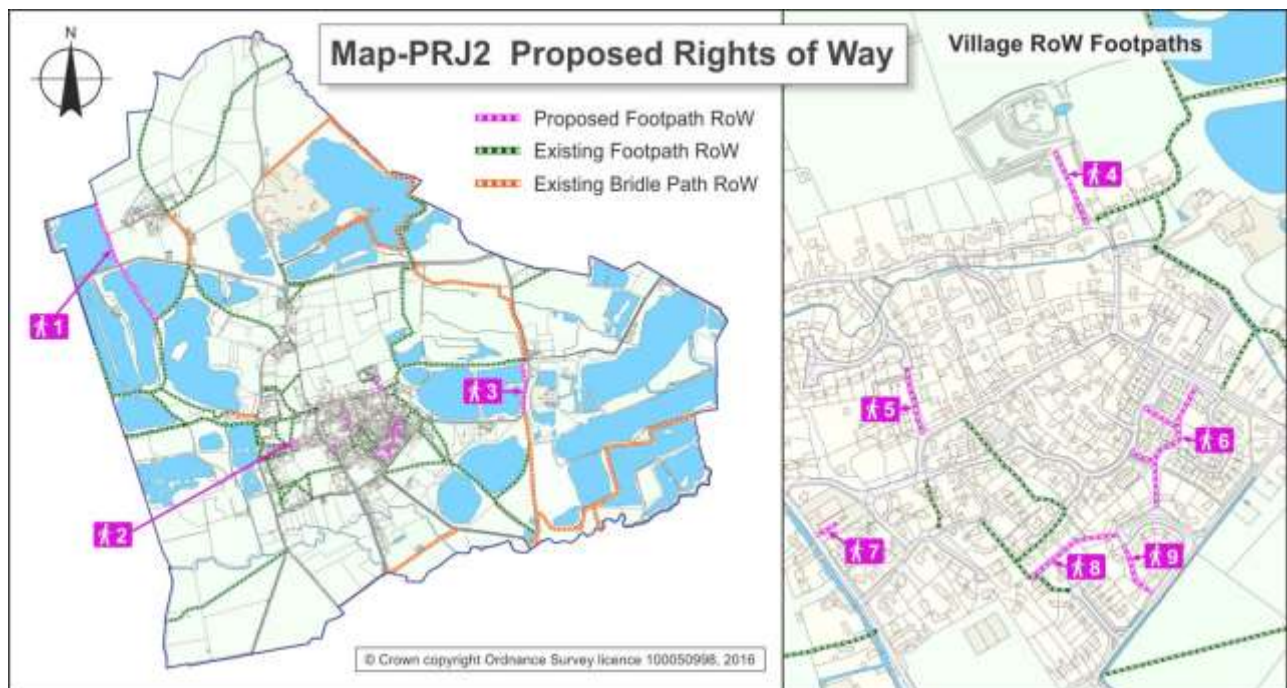 N
Map-PRJ2 Proposed Rights of Way
Proposed Footpath RoW
Existing Footpath RoW
Existing Bridle Path RoW
1
2
3
© Crown copyright Ordnance Survey licence 100050998, 2016
Village RoW Footpaths
4
5
6
7
8
9